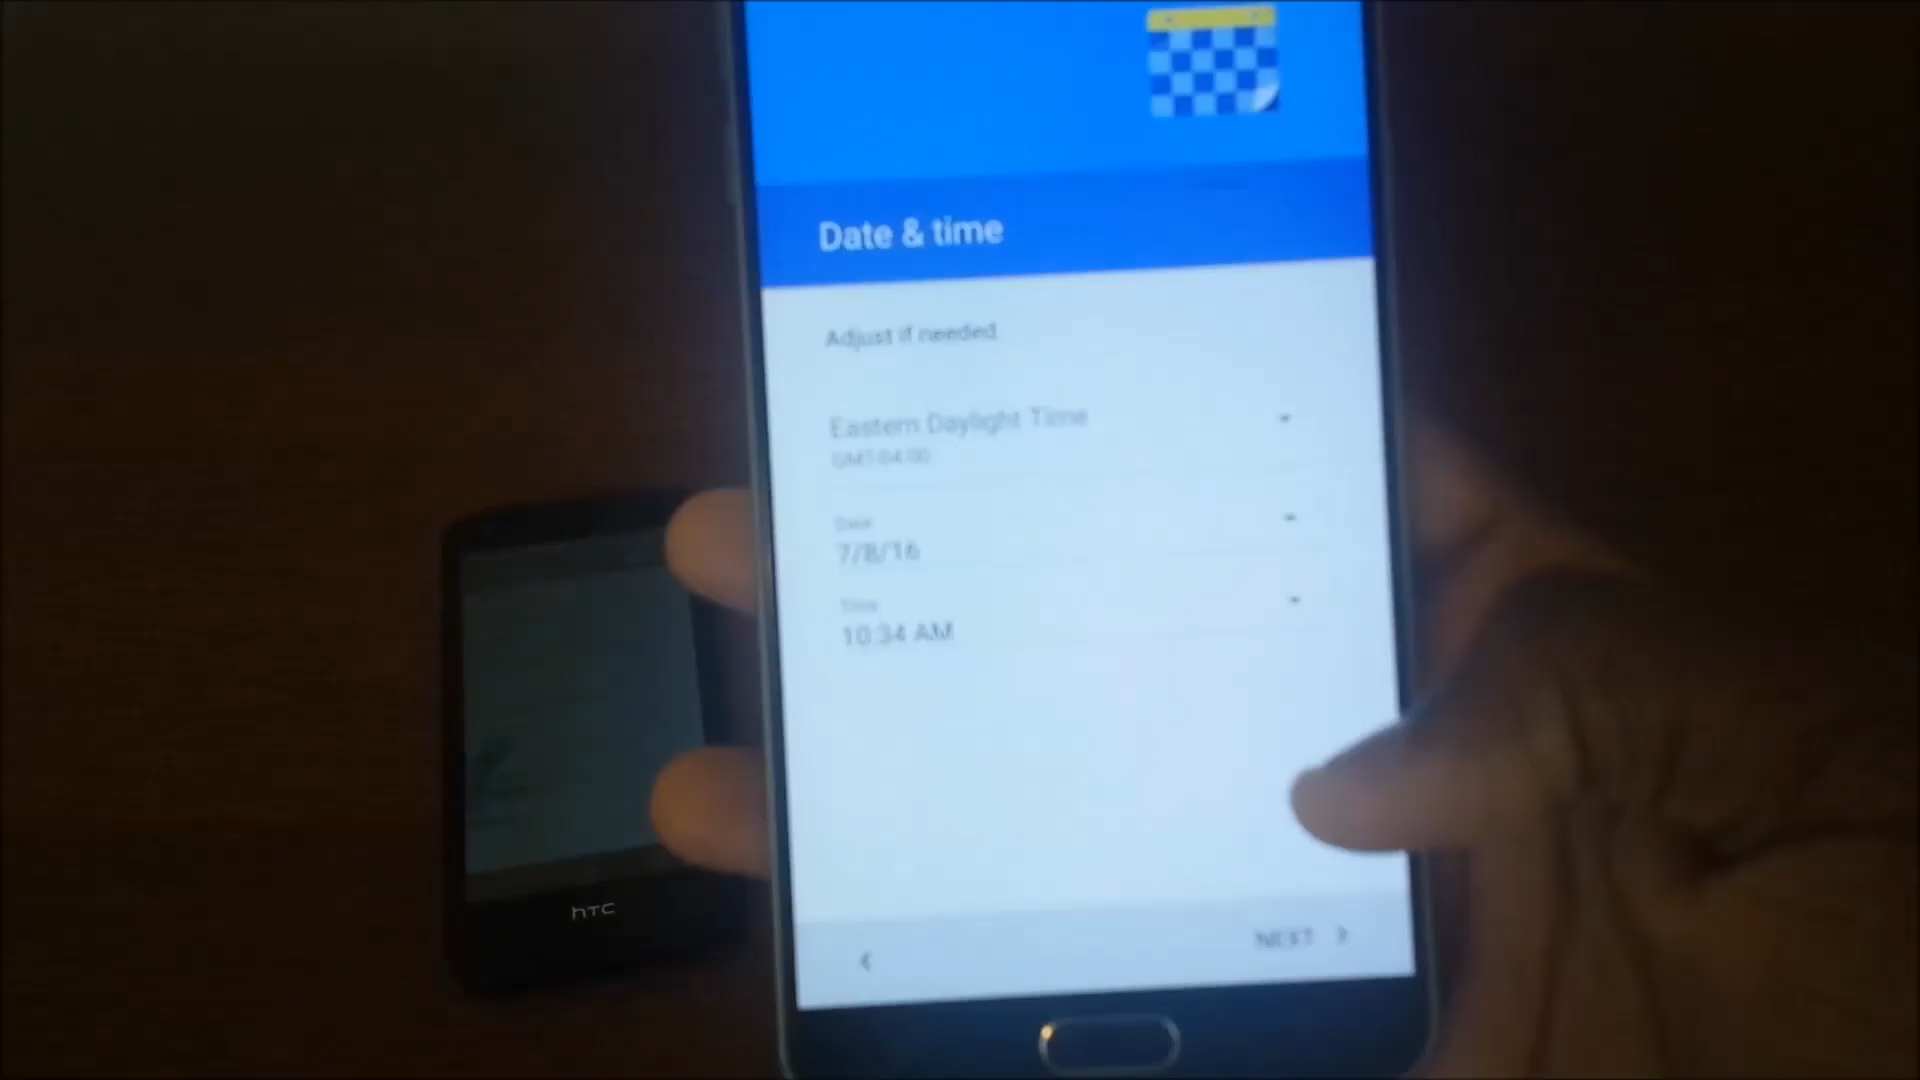 Date & time
Adjust if needed
Eastern Daylight Time
GMT-04:00
Date
7/8/16
Time
10:34 AM
NEXT
hTC